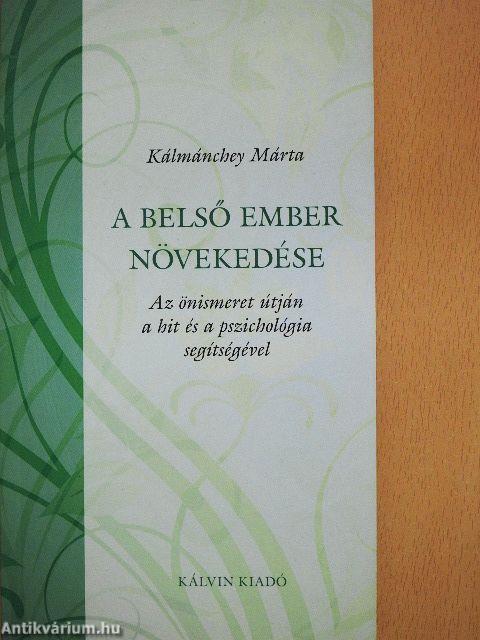 Kálmánchey Márta
A BELSŐ EMBER
NÖVEKEDÉSE
Az önismeret útján
a hit és a pszichológia
segítségével
KÁLVIN KIADÓ
Antikvárium.hu